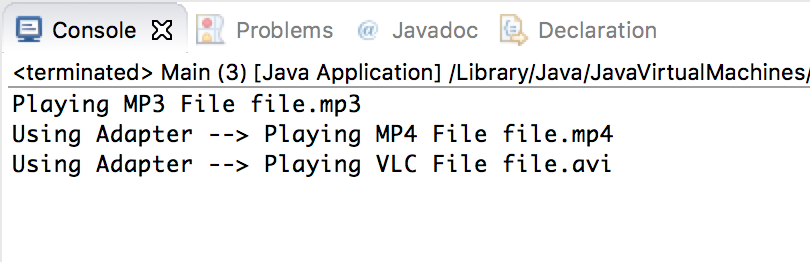 Console Problems @ Javadoc Declaration
<terminated> Main (3) [Java Application] /Library/Java/JavaVirtualMachines/
Playing MP3 File file.mp3
Using Adapter --> Playing MP4 File file.mp4
Using Adapter --> Playing VLC File file.avi